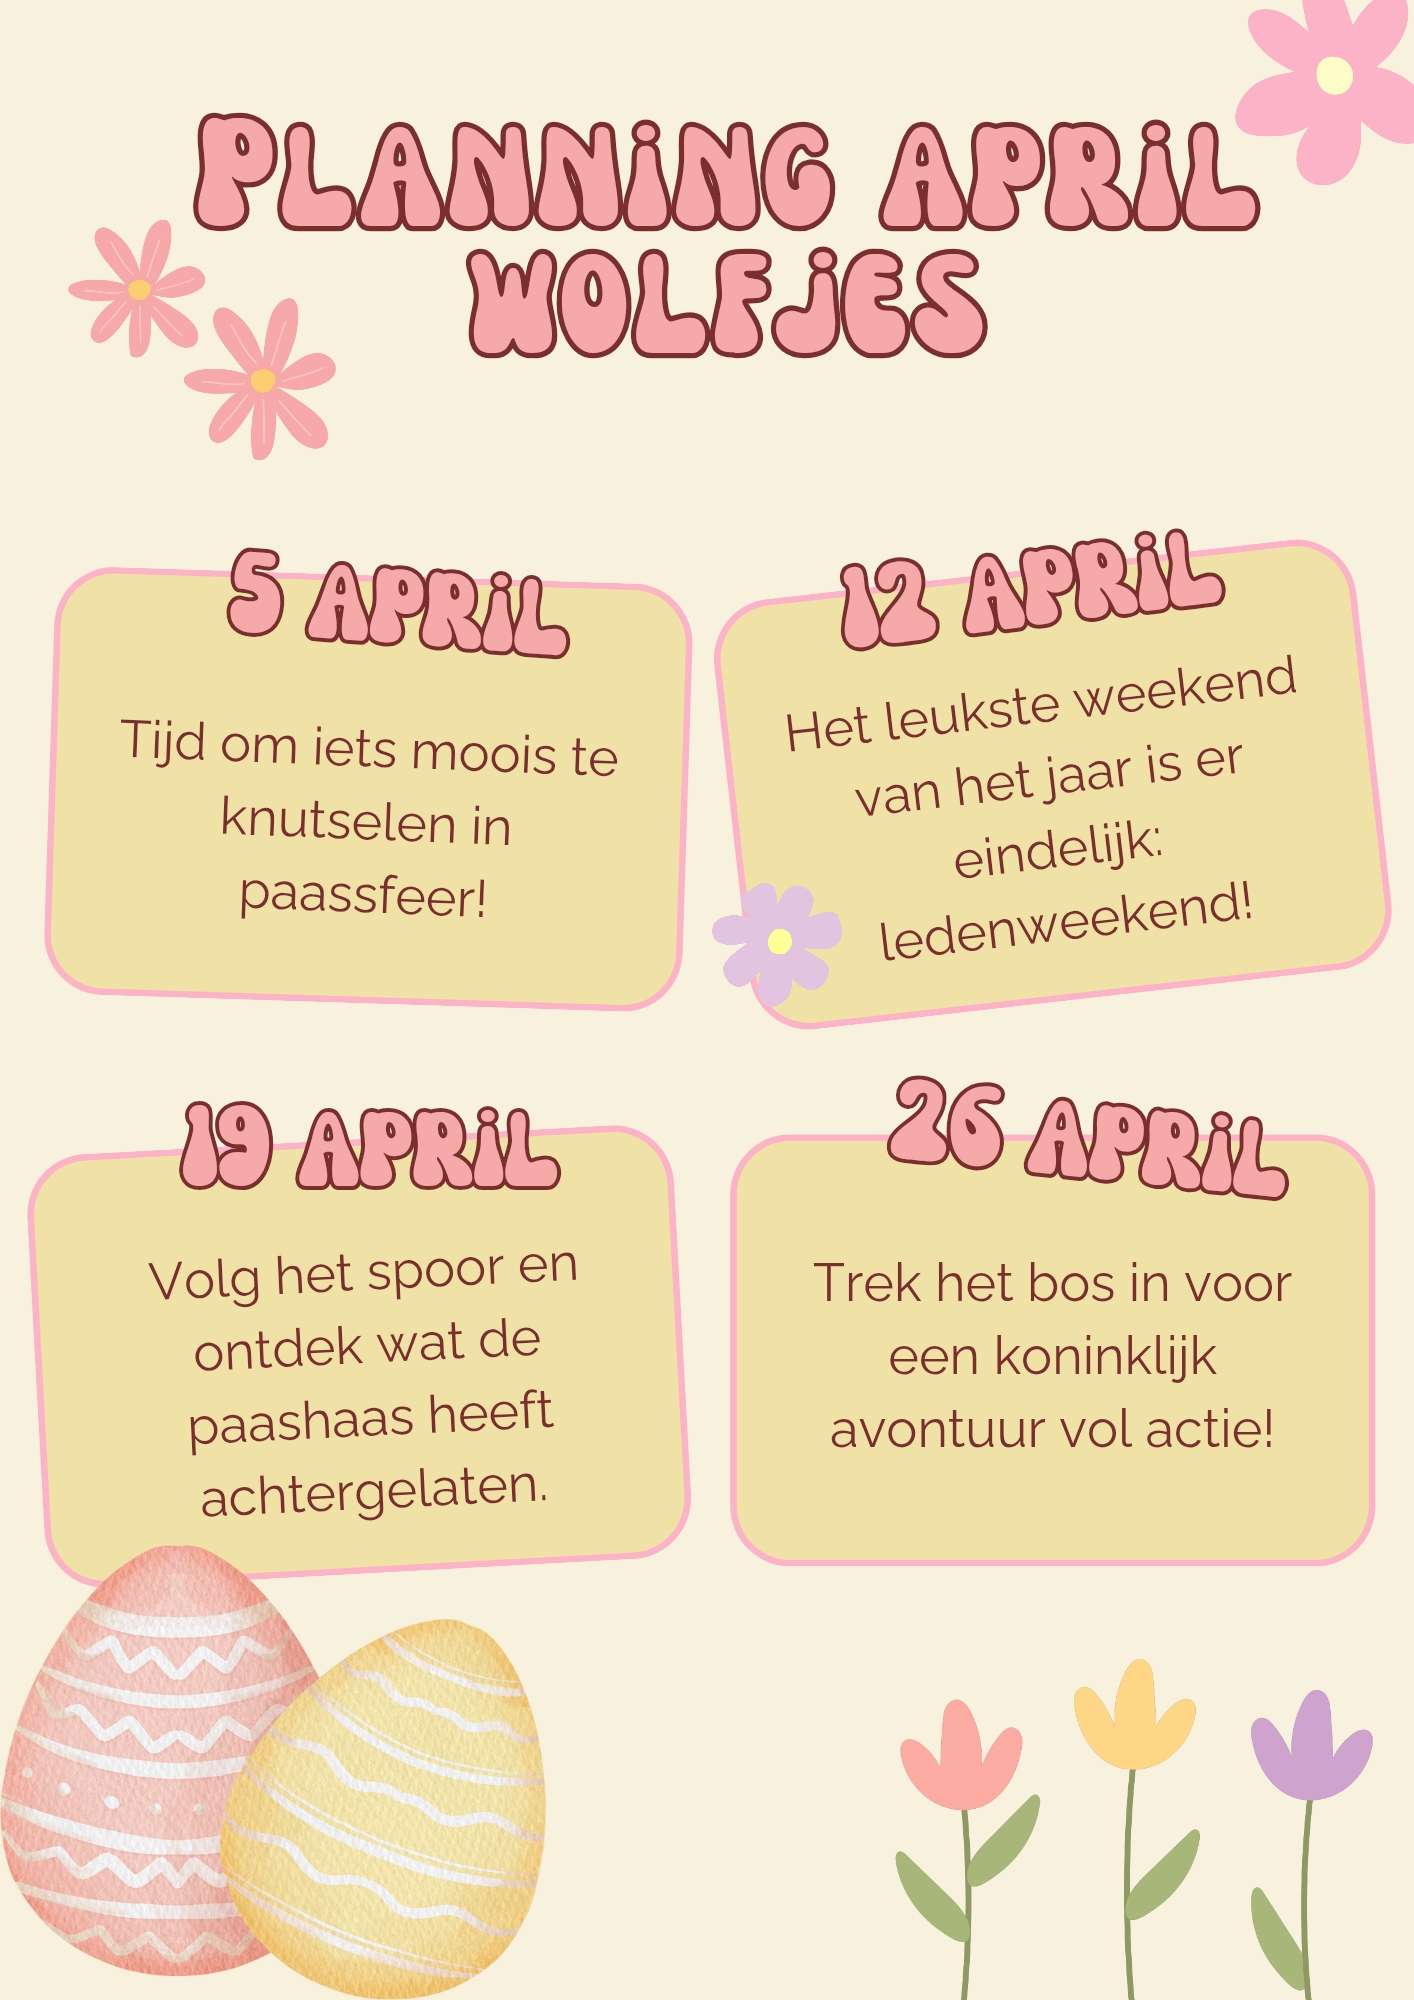 PLANNING APRIL
WOLFJES
5 APRIL
Tijd om iets moois te
knutselen in
paassfeer!
12 APRIL
Het leukste weekend
van het jaar is er
eindelijk:
ledenweekend!
19 APRIL
Volg het spoor en
ontdek wat de
paashaas heeft
achtergelaten.
26 APRIL
Trek het bos in voor
een koninklijk
avontuur vol actie!